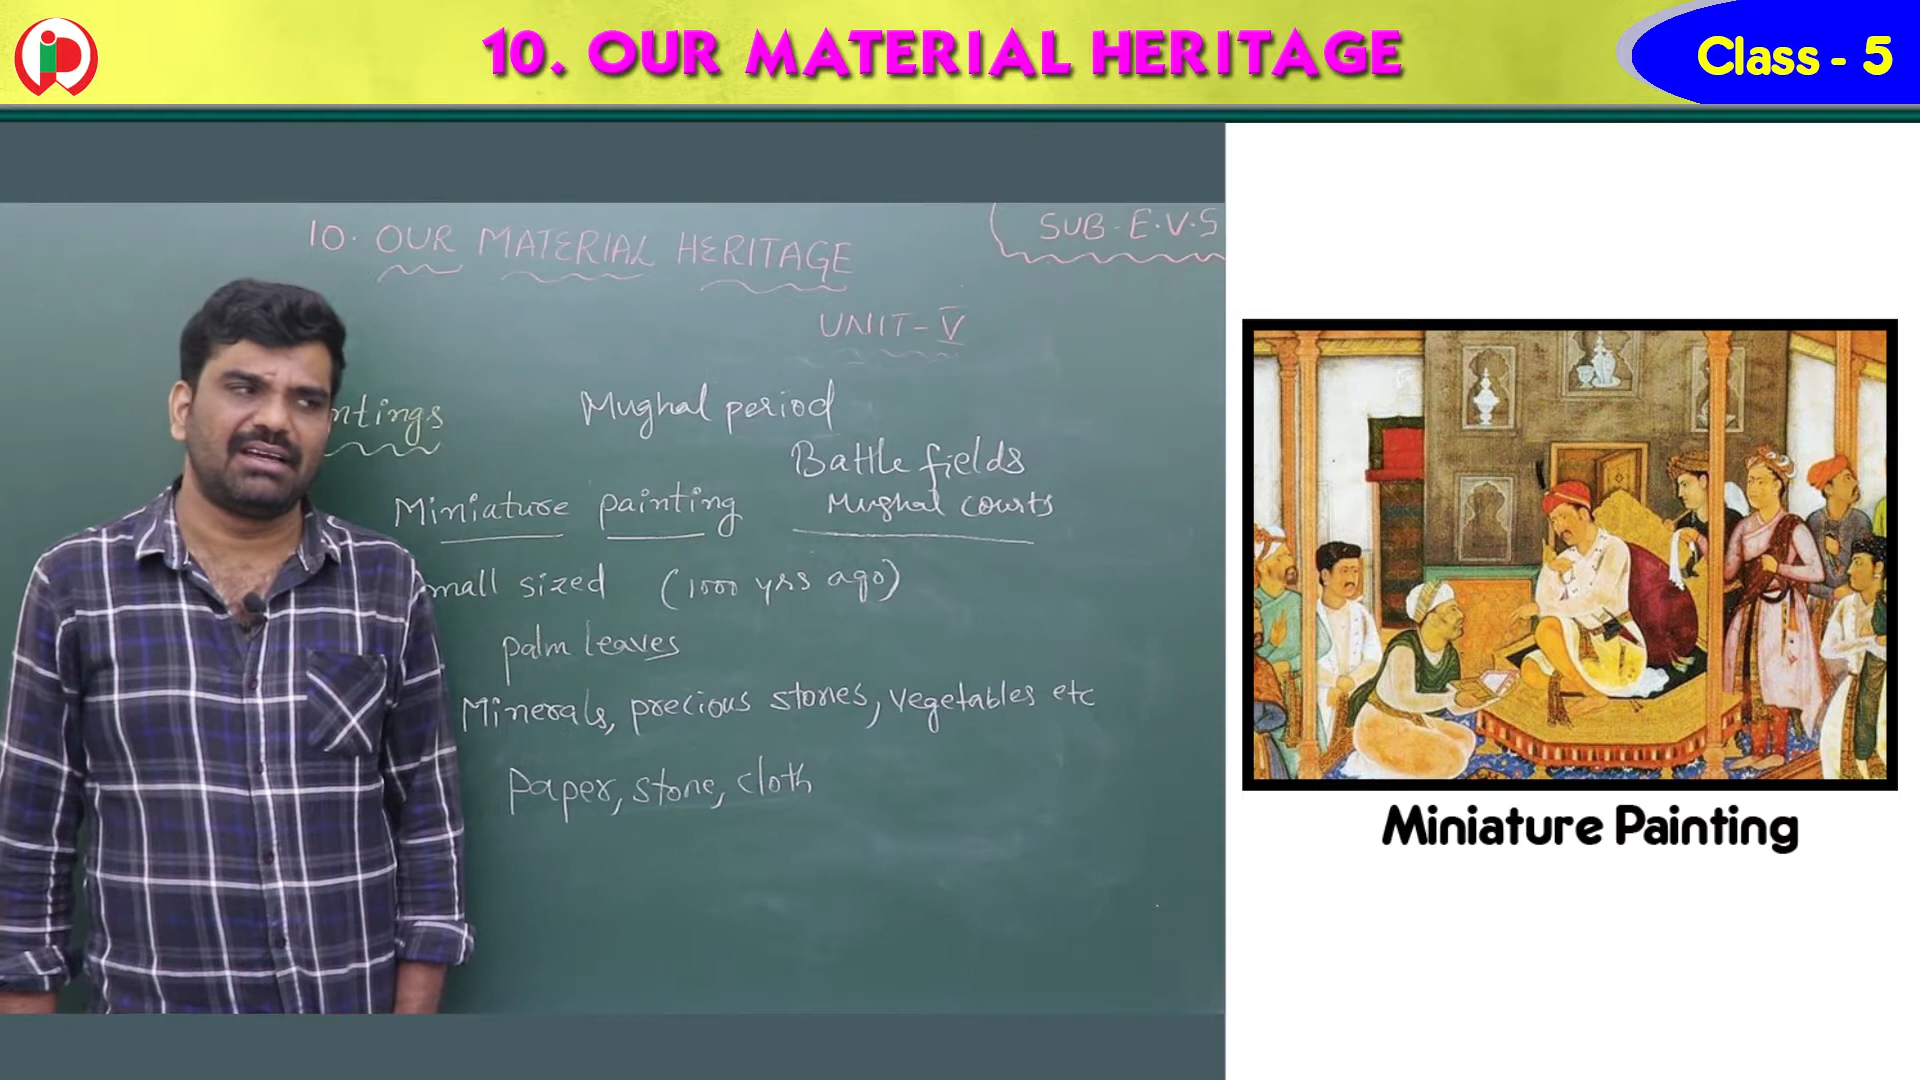 10. OUR MATERIAL HERITAGE
Class - 5
10. OUR MATERIAL HERITAGE
SUB-E.V.S
UNIT-V
ntings
Mughal period
Battle fields
Miniature painting
Mughal courts
mall sized (1000 yrs ago)
palm leaves
Minerals, precious stones, vegetables etc
paper, stone, cloth
Miniature Painting